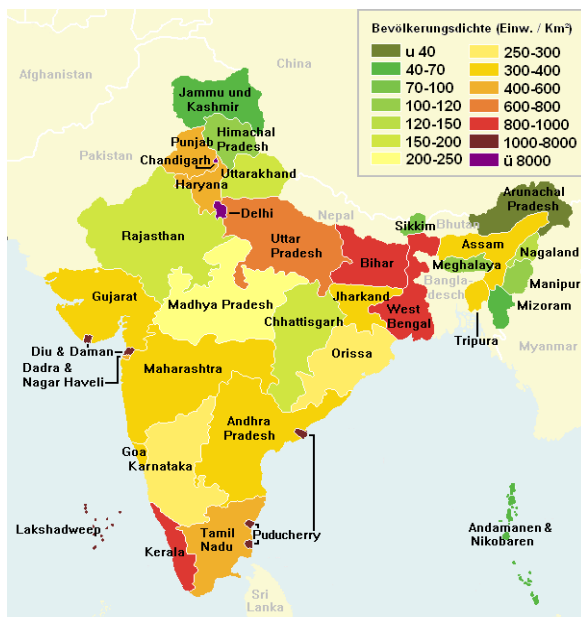 Bevölkerungsdichte (Einw. / Km²)
u 40
40-70
70-100
100-120
120-150
150-200
200-250
250-300
300-400
400-600
600-800
800-1000
1000-8000
ü 8000
Afghanistan
China
Jammu und
Kashmir
Himachal
Pradesh
Punjab
Chandigarh
Pakistan
Uttarakhand
Haryana
Delhi
Nepal
Bhutan
Arunachal
Pradesh
Sikkim
Assam
Nagaland
Rajasthan
Uttar
Pradesh
Bihar
Meghalaya
Manipur
Bangla-
desch
Mizoram
Gujarat
Madhya Pradesh
Jharkand
West
Bengal
Chhattisgarh
Tripura
Myanmar
Diu & Daman
Dadra &
Nagar Haveli
Maharashtra
Orissa
Andhra
Pradesh
Goa
Karnataka
Lakshadweep
Kerala
Tamil
Nadu
Puducherry
Andamanen &
Nikobaren
Sri
Lanka